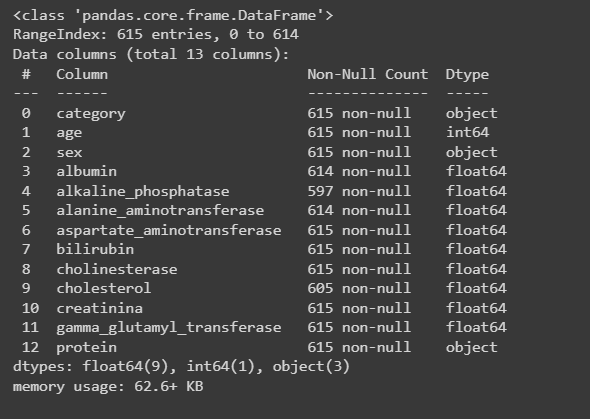 <class 'pandas.core.frame.DataFrame'>
RangeIndex: 615 entries, 0 to 614
Data columns (total 13 columns):
 #   Column                      Non-Null Count  Dtype
---  ------                      --------------  -----
 0   category                    615 non-null    object
 1   age                         615 non-null    int64
 2   sex                         615 non-null    object
 3   albumin                     614 non-null    float64
 4   alkaline_phosphatase        597 non-null    float64
 5   alanine_aminotransferase    614 non-null    float64
 6   aspartate_aminotransferase  615 non-null    float64
 7   bilirubin                   615 non-null    float64
 8   cholinesterase              615 non-null    float64
 9   cholesterol                 605 non-null    float64
 10  creatinina                  615 non-null    float64
 11  gamma_glutamyl_transferase  615 non-null    float64
 12  protein                     615 non-null    object
dtypes: float64(9), int64(1), object(3)
memory usage: 62.6+ KB